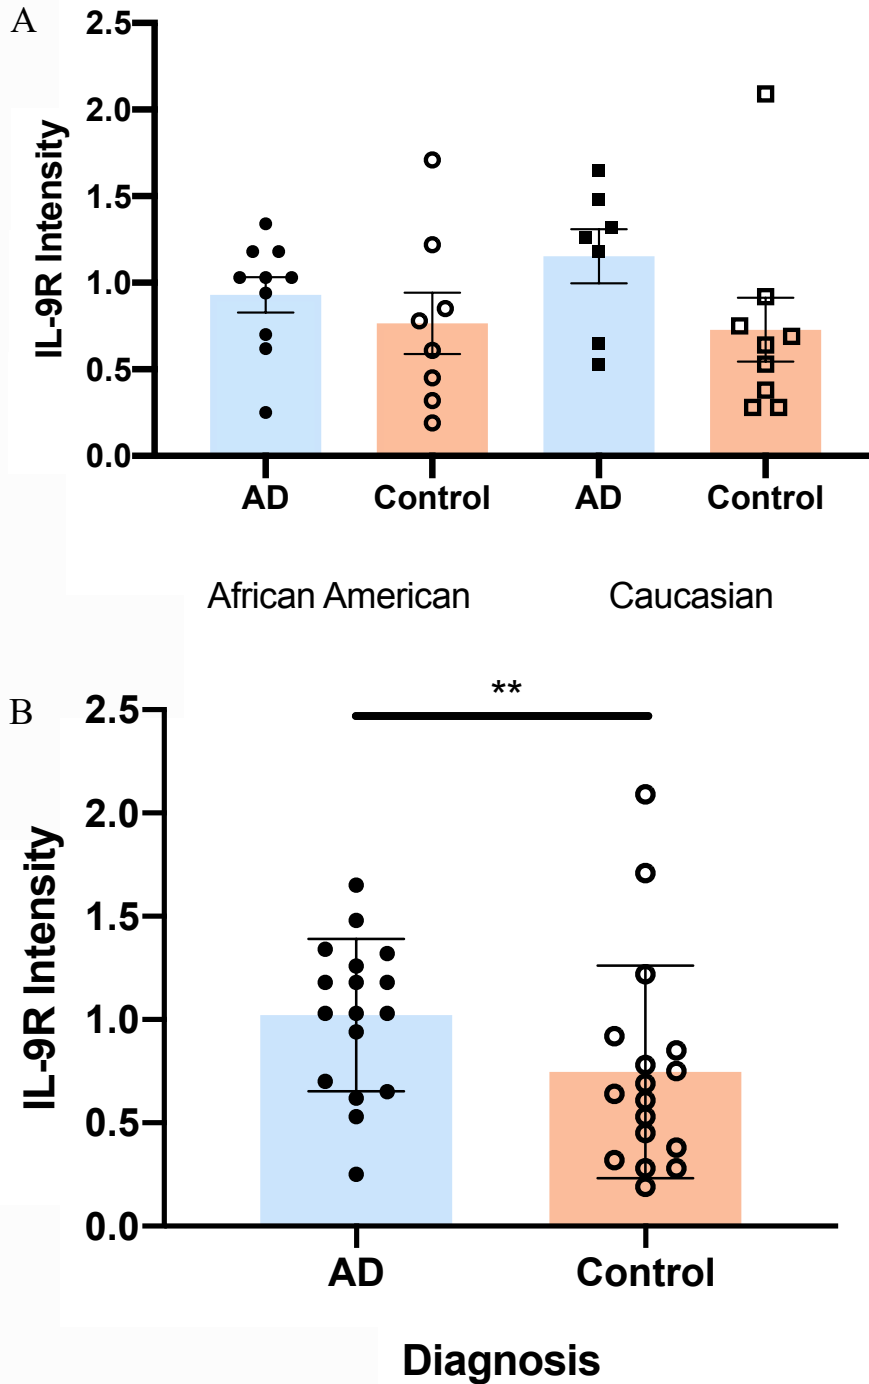 A
IL-9R Intensity
2.5
2.0
1.5
1.0
0.5
0.0
AD Control AD Control
African American Caucasian
B
**
IL-9R Intensity
2.5
2.0
1.5
1.0
0.5
0.0
AD Control
Diagnosis